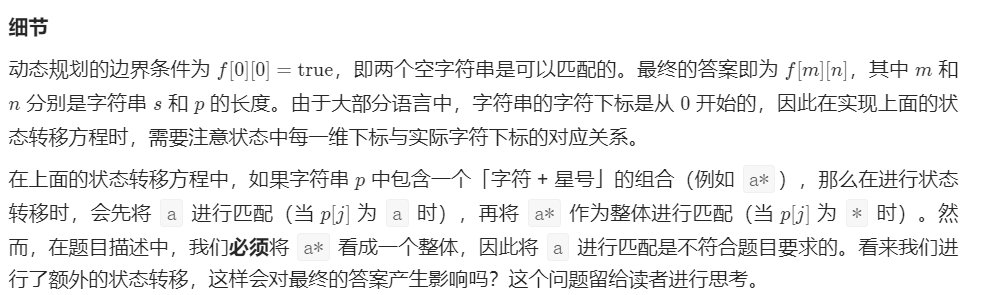 细节
动态规划的边界条件为 f[0][0] = true，即两个空字符串是可以匹配的。最终的答案即为 f[m][n]，其中 m 和
n 分别是字符串 s 和 p 的长度。由于大部分语言中，字符串的字符下标是从 0 开始的，因此在实现上面的状
态转移方程时，需要注意状态中每一维下标与实际字符下标的对应关系。
在上面的状态转移方程中，如果字符串 p 中包含一个「字符 + 星号」的组合（例如 a*），那么在进行状态
转移时，会先将 a 进行匹配（当 p[j] 为 a 时），再将 a* 作为整体进行匹配（当 p[j] 为 * 时）。然
而，在题目描述中，我们必须将 a* 看成一个整体，因此将 a 进行匹配是不符合题目要求的。看来我们进
行了额外的状态转移，这样会对最终的答案产生影响吗？这个问题留给读者进行思考。